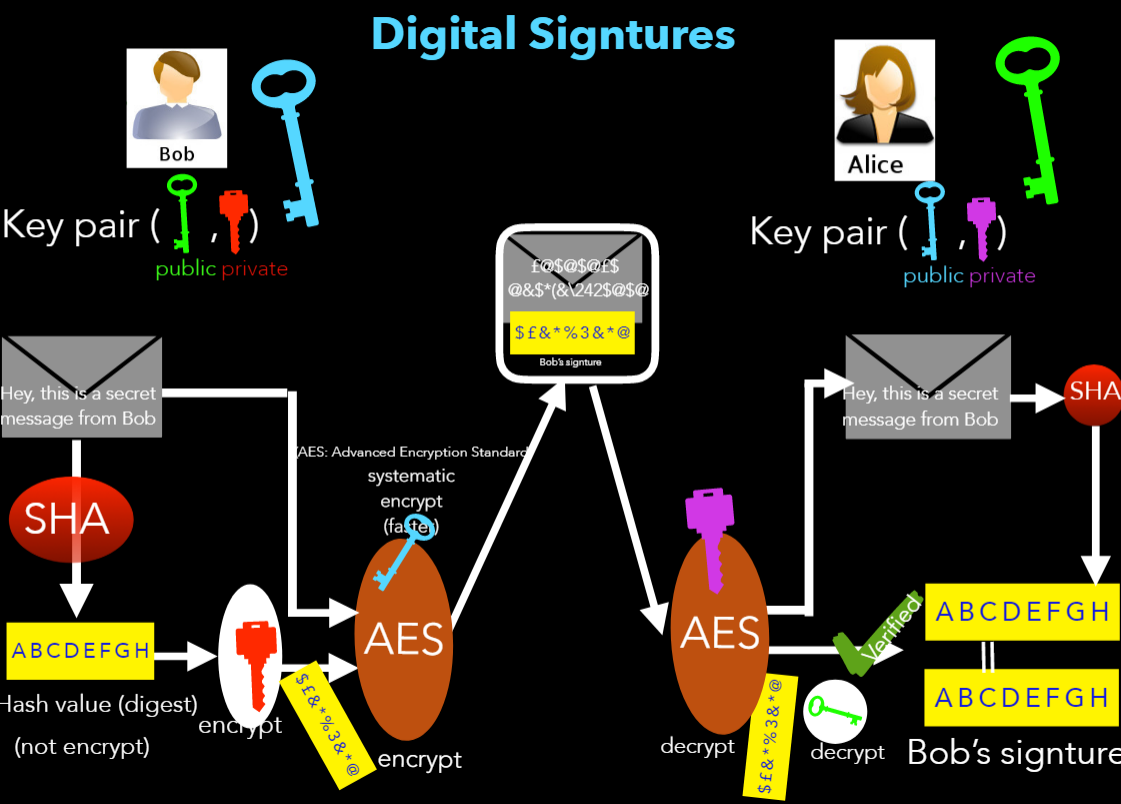 Digital Signtures
Bob
Alice
Key pair ( , )
public private
Key pair ( , )
public private
£@$@$@£$
@&$*(&\242$@$@
$£&*%3&*@
Bob's signture
Hey, this is a secret
message from Bob
Hey, this is a secret
message from Bob
SHA
(AES: Advanced Encryption Standard
systematic
encrypt
(faster)
SHA
AES
AES
Verified
ABCDEFGH
ABCDEFGH
ABCDEFGH
Hash value (digest)
(not encrypt)
encrypt
$£&*%3&*@
encrypt
decrypt
$£&*%3&*@
decrypt
Bob's signture